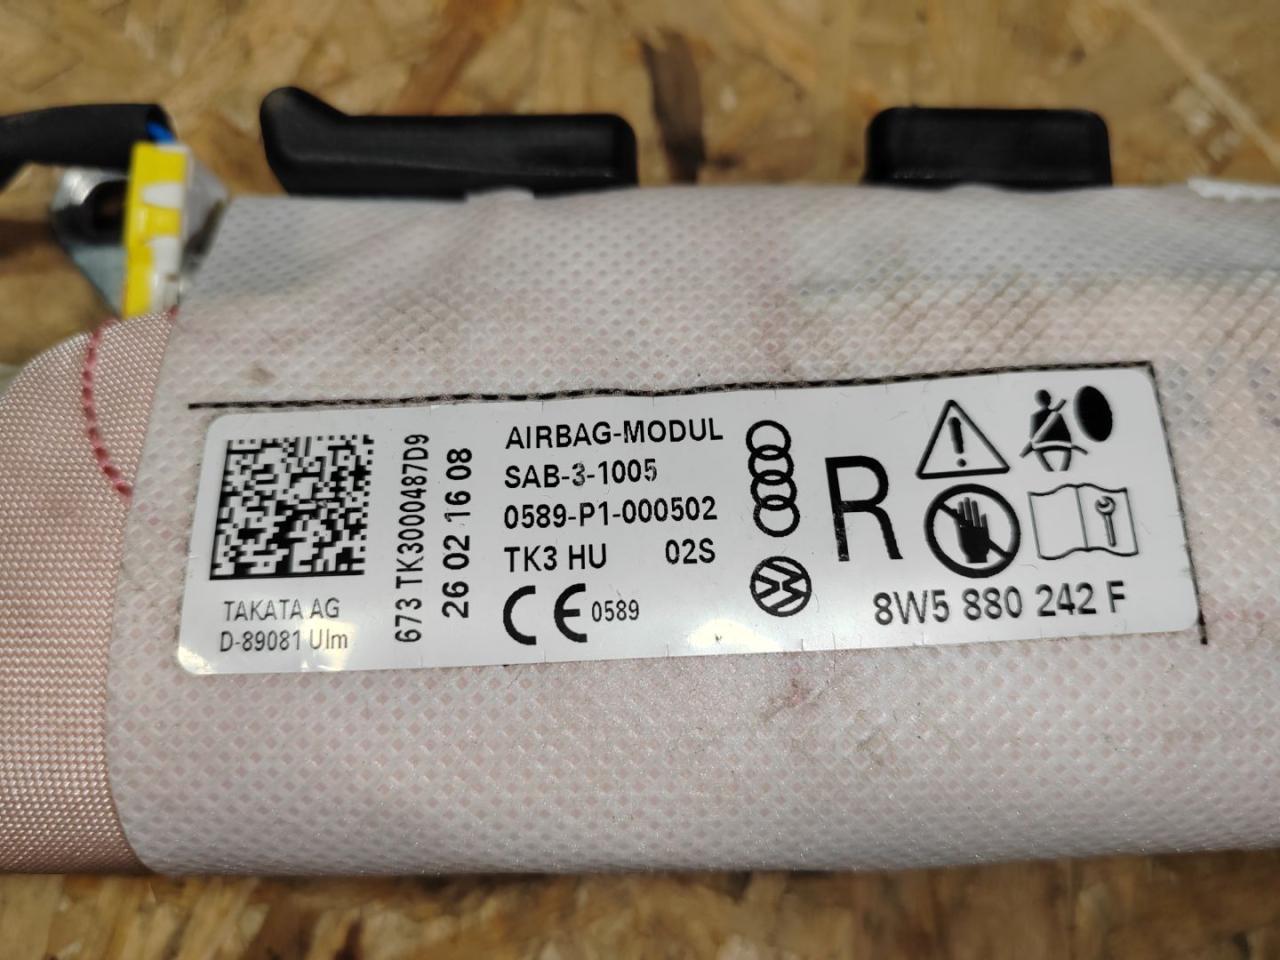 AIRBAG-MODUL
SAB-3-1005
0589-P1-000502
TK3 HU 02S
CE 0589
R
8W5 880 242 F
673 TK3000487D9
26 02 16 08
TAKATA AG
D-89081 Ulm